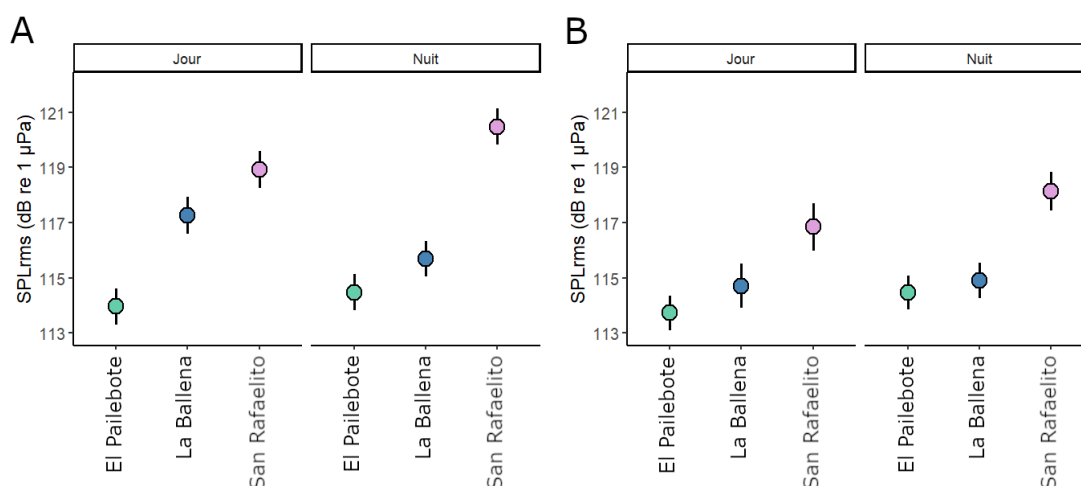 A
Jour
Nuit
SPLrms (dB re 1 µPa)
121
119
117
115
113
El Pailebote
La Ballena
San Rafaelito
El Pailebote
La Ballena
San Rafaelito
B
Jour
Nuit
SPLrms (dB re 1 µPa)
121
119
117
115
113
El Pailebote
La Ballena
San Rafaelito
El Pailebote
La Ballena
San Rafaelito